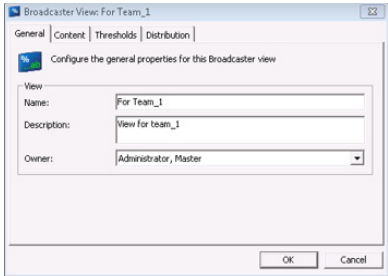 Broadcaster View: For Team_1
General Content Thresholds Distribution
% Configure the general properties for this Broadcaster view
View
Name: For Team_1
Description: View for team_1
Owner: Administrator, Master
OK Cancel